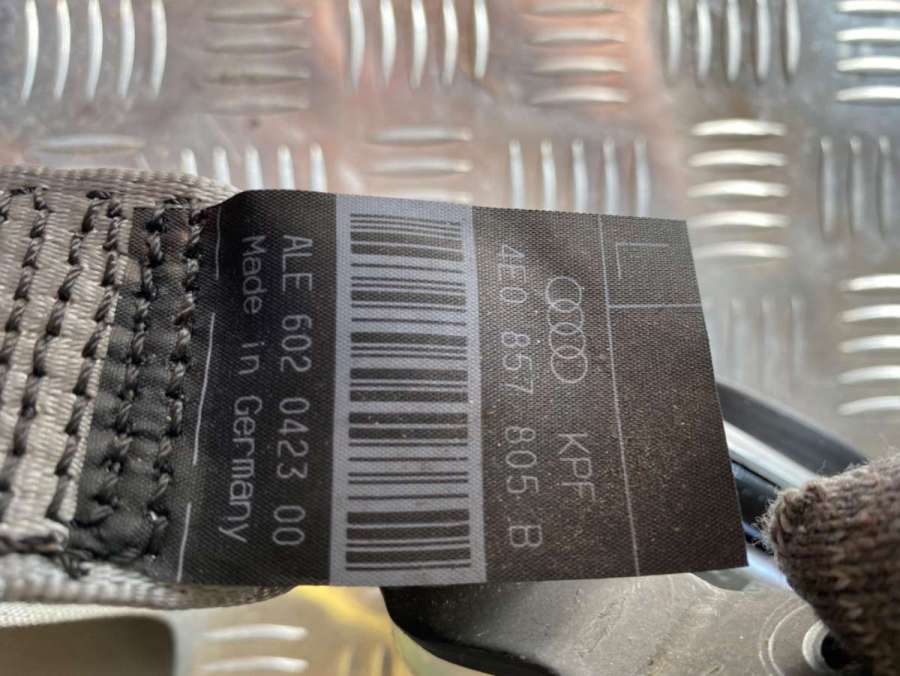 L
KPF
4E0 857 805 B
ALE 602 0423 00
Made in Germany